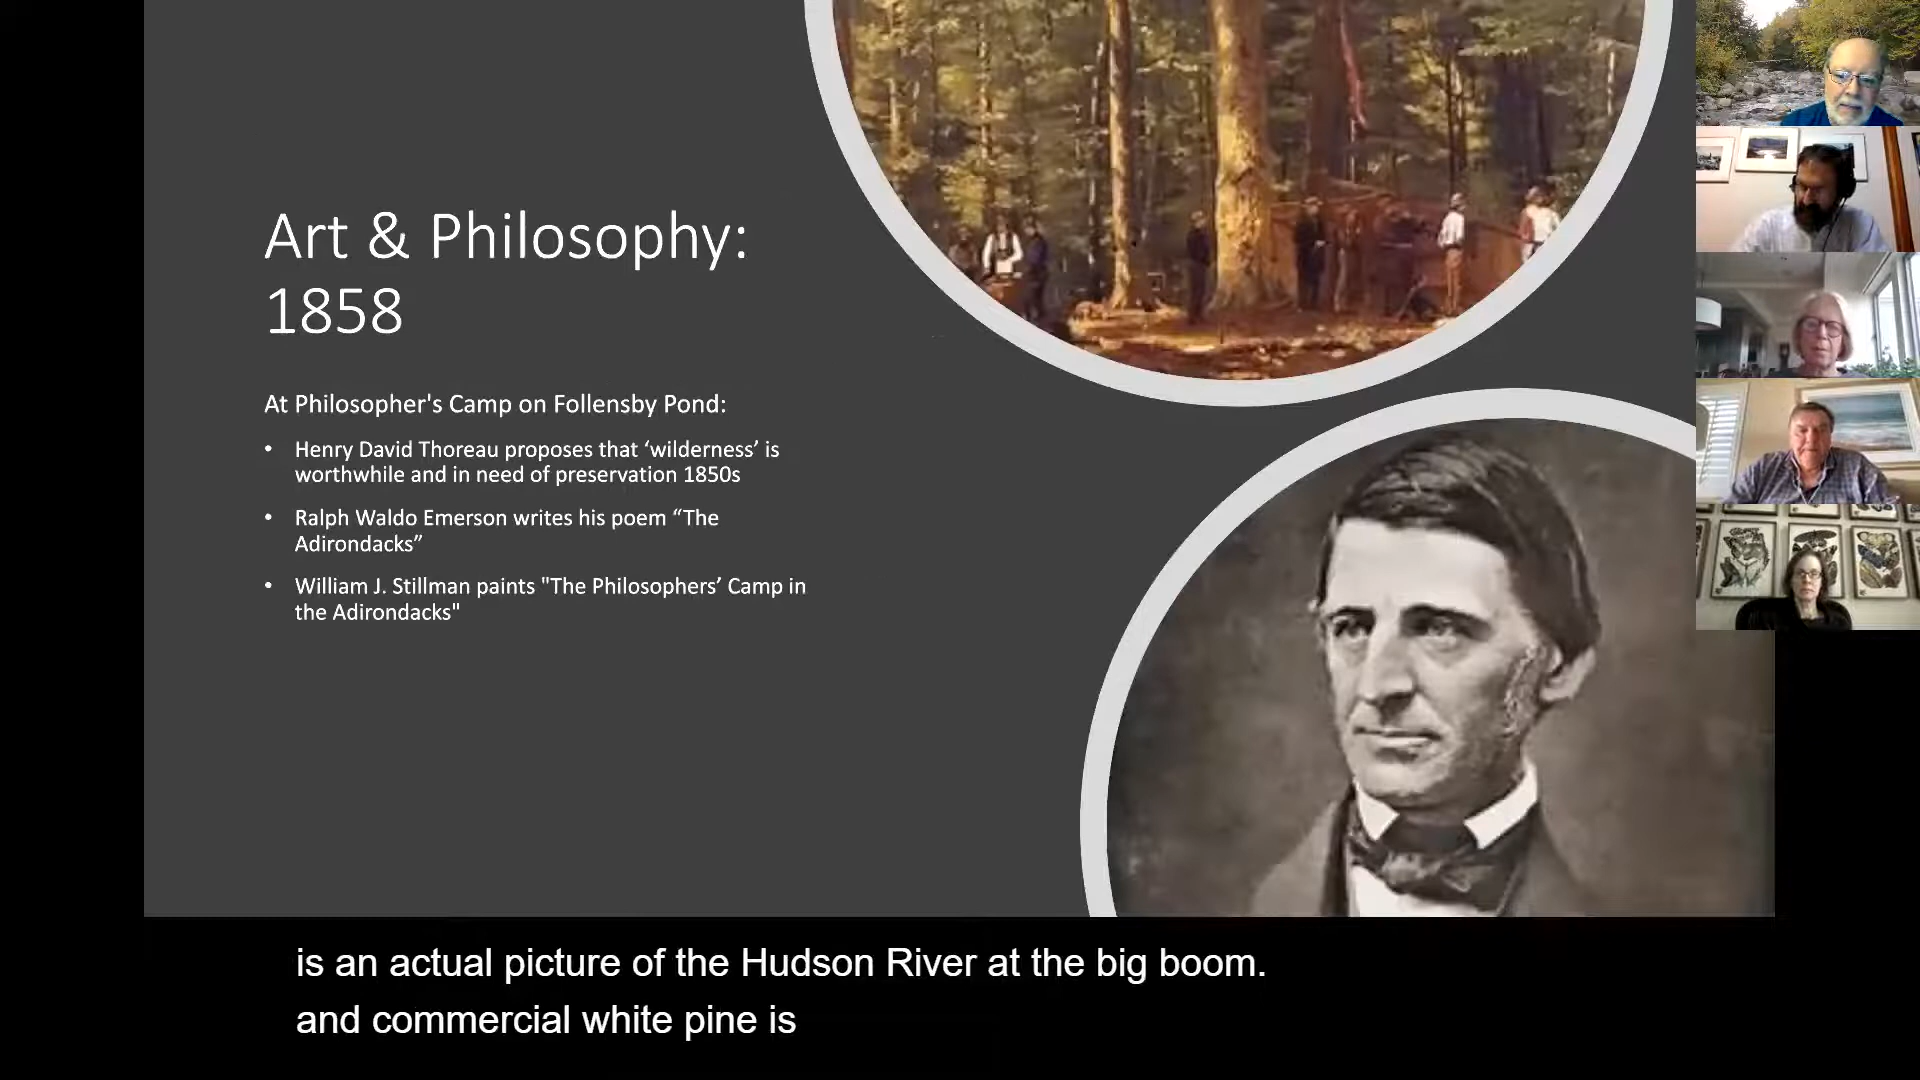 Art & Philosophy:
1858
At Philosopher's Camp on Follensby Pond:
• Henry David Thoreau proposes that ‘wilderness’ is
worthwhile and in need of preservation 1850s
• Ralph Waldo Emerson writes his poem “The
Adirondacks”
• William J. Stillman paints "The Philosophers’ Camp in
the Adirondacks"
is an actual picture of the Hudson River at the big boom.
and commercial white pine is